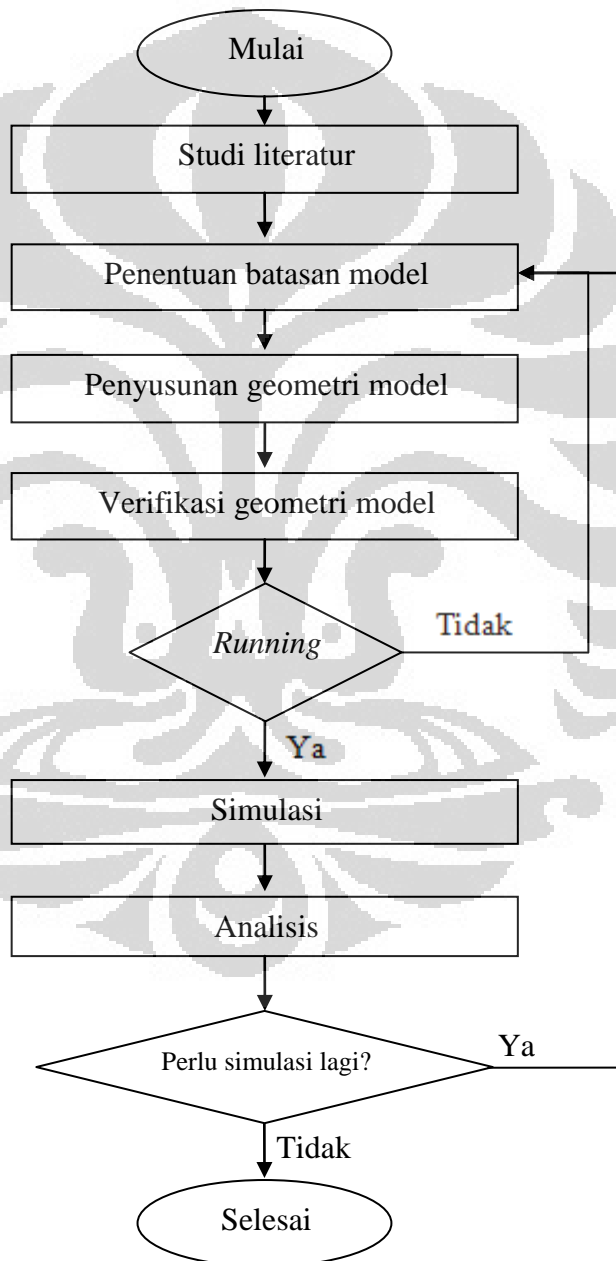 Mulai
Studi literatur
Penentuan batasan model
Penyusunan geometri model
Verifikasi geometri model
Running
Tidak
Ya
Simulasi
Analisis
Perlu simulasi lagi?
Ya
Tidak
Selesai